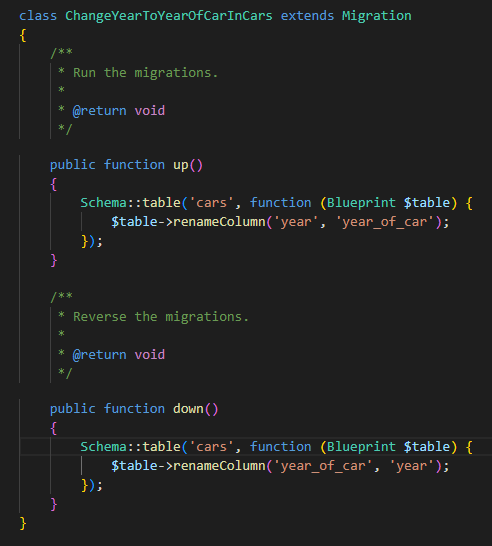 class ChangeYearToYearOfCarInCars extends Migration
{
    /**
     * Run the migrations.
     *
     * @return void
     */
    public function up()
    {
        Schema::table('cars', function (Blueprint $table) {
            $table->renameColumn('year', 'year_of_car');
        });
    }
    /**
     * Reverse the migrations.
     *
     * @return void
     */
    public function down()
    {
        Schema::table('cars', function (Blueprint $table) {
            $table->renameColumn('year_of_car', 'year');
        });
    }
}